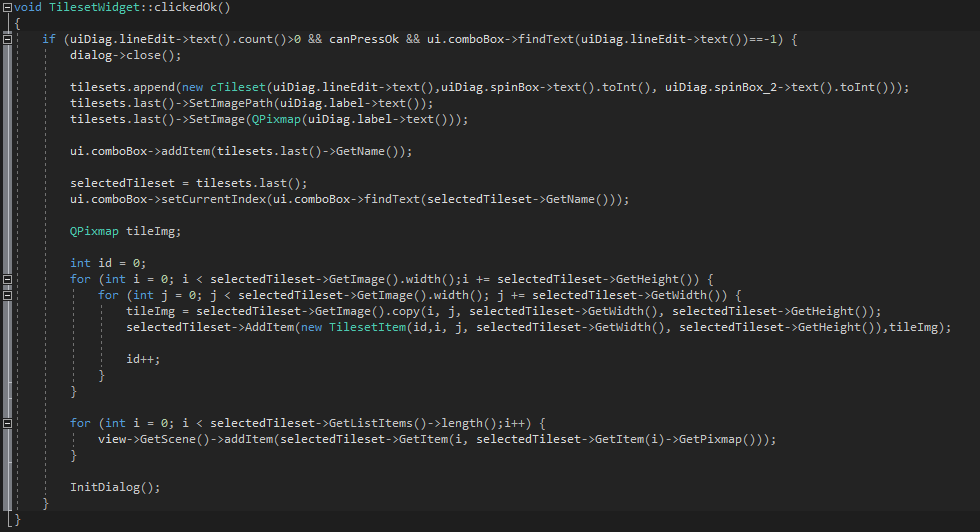 void TilesetWidget::clickedOk()
{
if (uiDiag.lineEdit->text().count()>0 && canPressOk && ui.comboBox->findText(uiDiag.lineEdit->text())==-1) {
dialog->close();
tilesets.append(new cTileset(uiDiag.lineEdit->text(),uiDiag.spinBox->text().toInt(), uiDiag.spinBox_2->text().toInt()));
tilesets.last()->SetImagePath(uiDiag.label->text());
tilesets.last()->SetImage(QPixmap(uiDiag.label->text()));
ui.comboBox->addItem(tilesets.last()->GetName());
selectedTileset = tilesets.last();
ui.comboBox->setCurrentIndex(ui.comboBox->findText(selectedTileset->GetName()));
QPixmap tileImg;
int id = 0;
for (int i = 0; i < selectedTileset->GetImage().width();i += selectedTileset->GetHeight()) {
for (int j = 0; j < selectedTileset->GetImage().width(); j += selectedTileset->GetWidth()) {
tileImg = selectedTileset->GetImage().copy(i, j, selectedTileset->GetWidth(), selectedTileset->GetHeight());
selectedTileset->AddItem(new TilesetItem(id,i, j, selectedTileset->GetWidth(), selectedTileset->GetHeight()),tileImg);
id++;
}
}
for (int i = 0; i < selectedTileset->GetListItems()->length();i++) {
view->GetScene()->addItem(selectedTileset->GetItem(i, selectedTileset->GetItem(i)->GetPixmap()));
}
InitDialog();
}
}